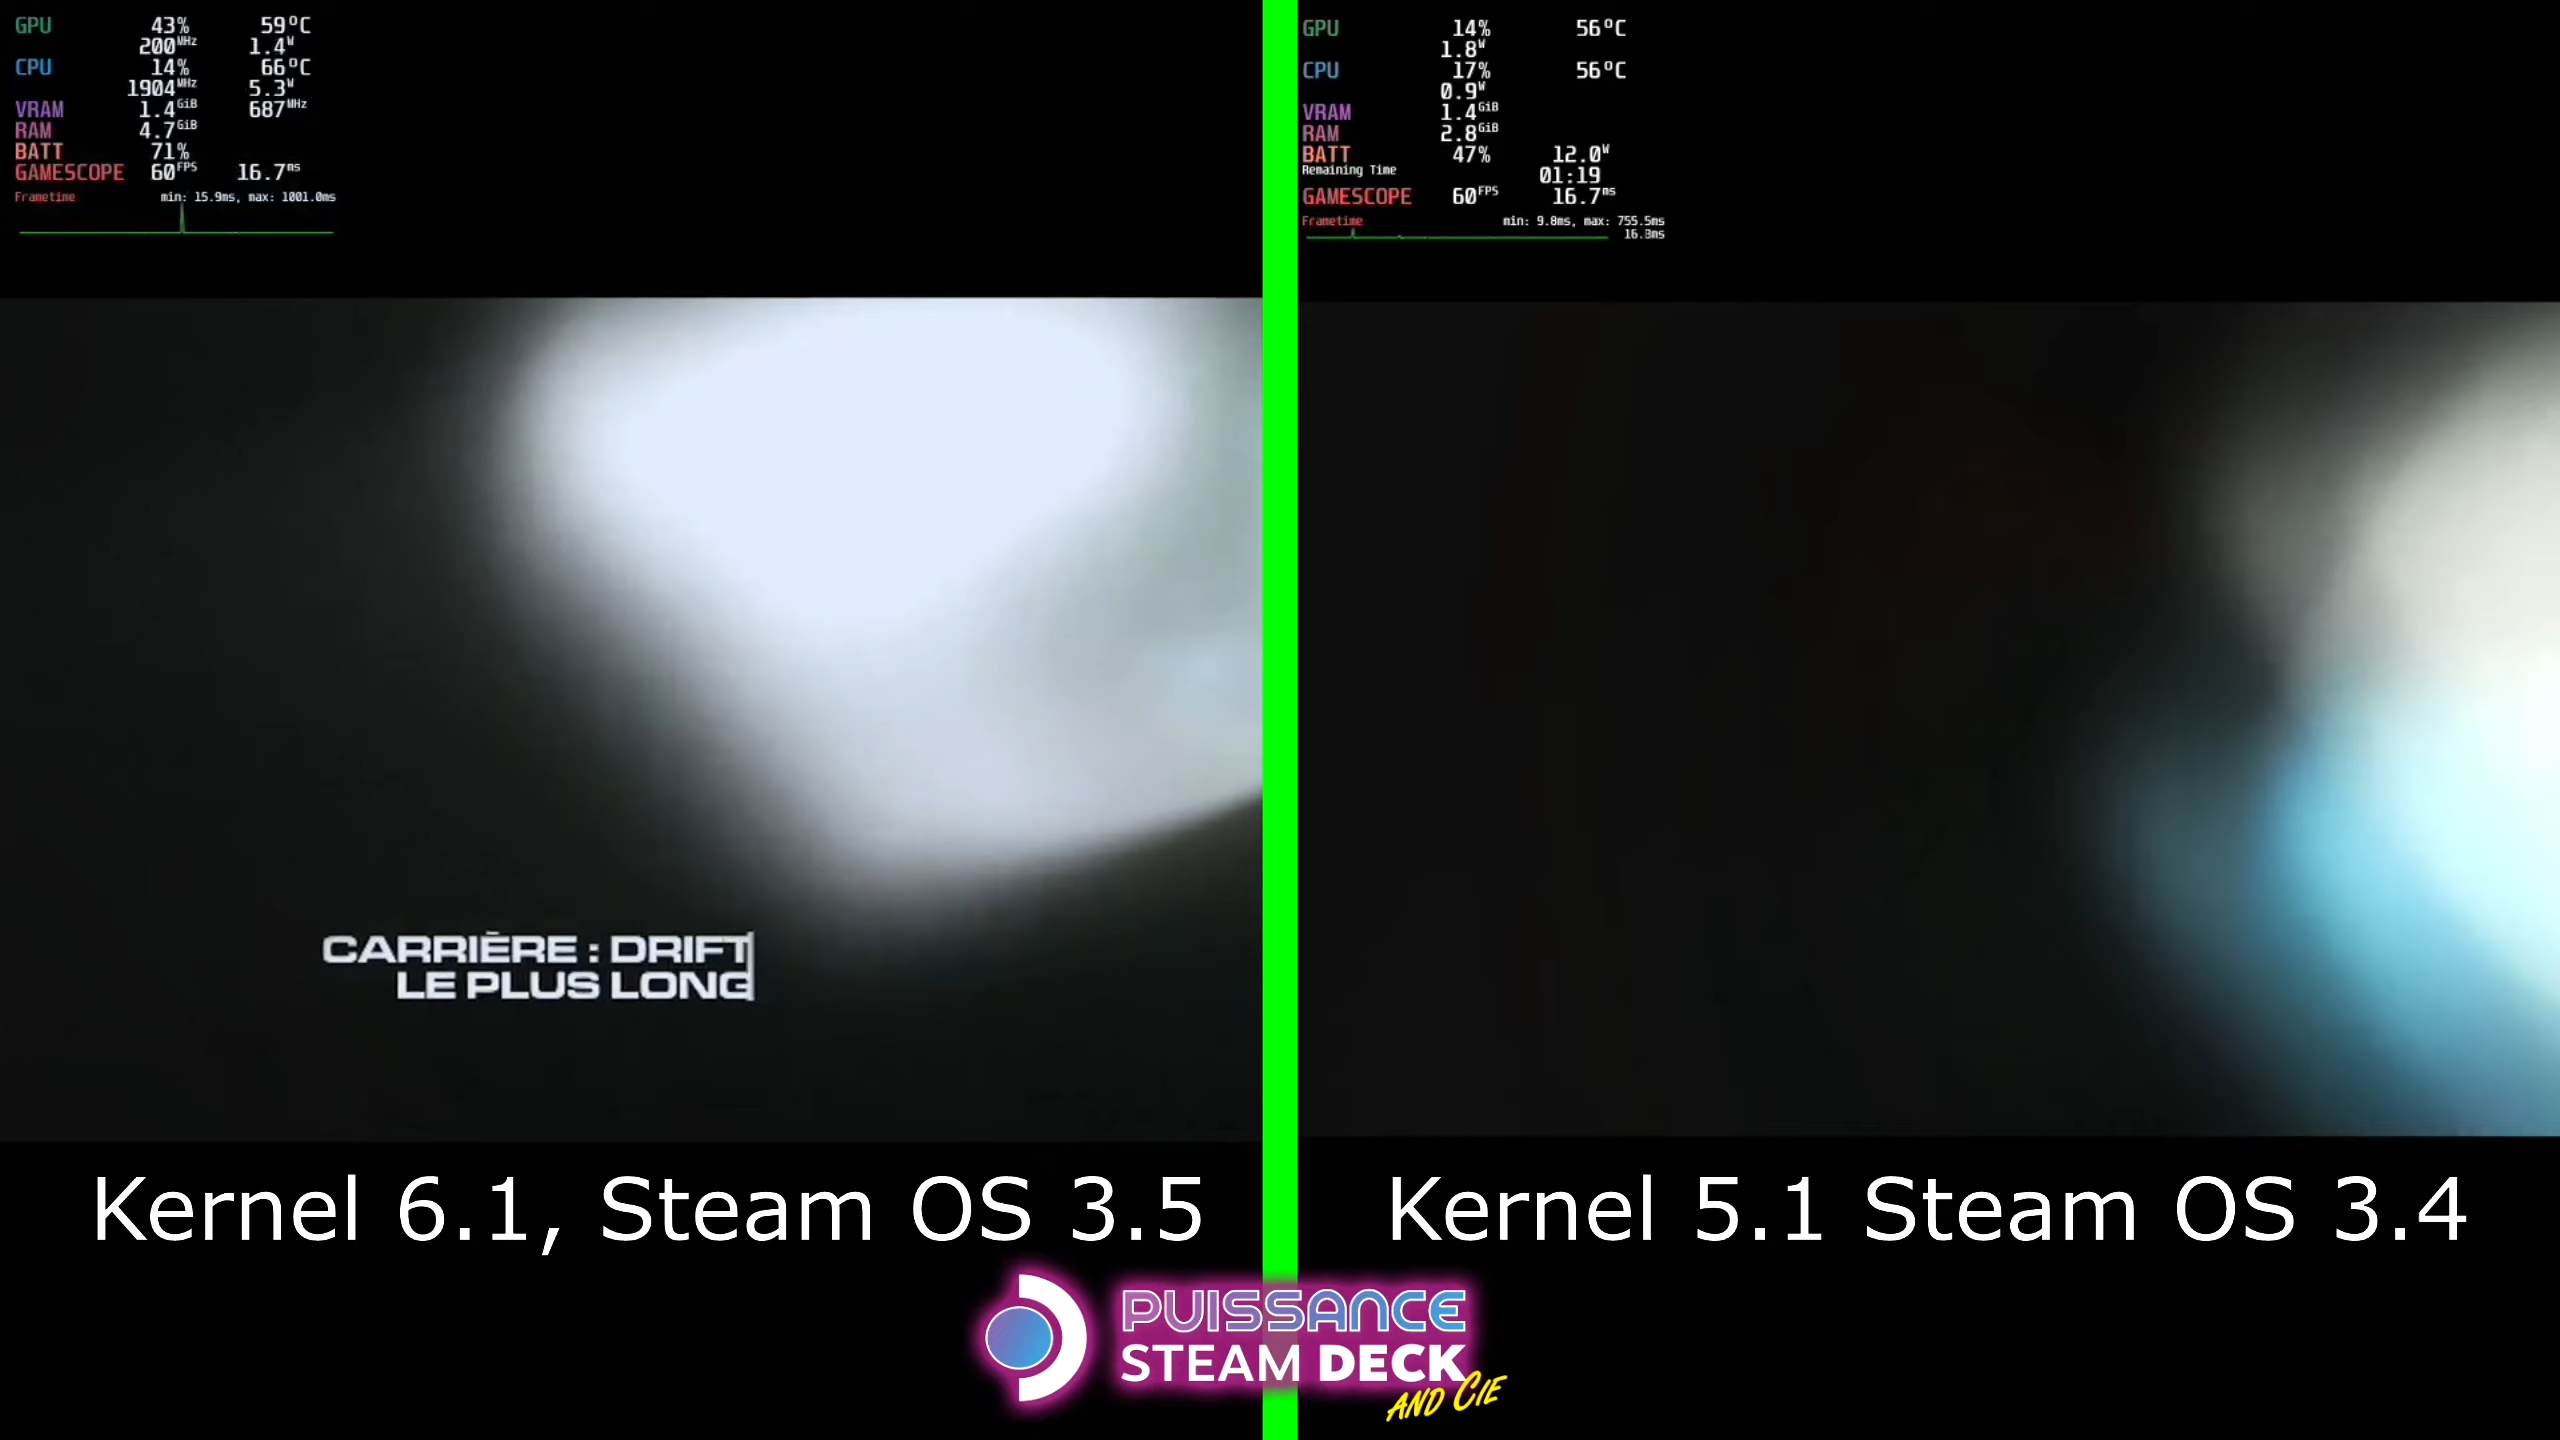 GPU 43% 59°C
200MHz 1.4W
CPU 14% 66°C
1904MHz 5.3W
VRAM 1.4GiB 687MHz
RAM 4.7GiB
BATT 71%
GAMESCOPE 60FPS 16.7ms
Frametime min: 15.9ms, max: 1001.0ms
CARRIÈRE : DRIFT
LE PLUS LONG
Kernel 6.1, Steam OS 3.5
GPU 14% 56°C
1.8W
CPU 17% 56°C
0.9W
VRAM 1.4GiB
RAM 2.8GiB
BATT 47% 12.0W
Remaining Time 01:19
GAMESCOPE 60FPS 16.7ms
Frametime min: 9.8ms, max: 755.5ms
16.8ms
Kernel 5.1 Steam OS 3.4
PUISSANCE
STEAM DECK
AND CIE